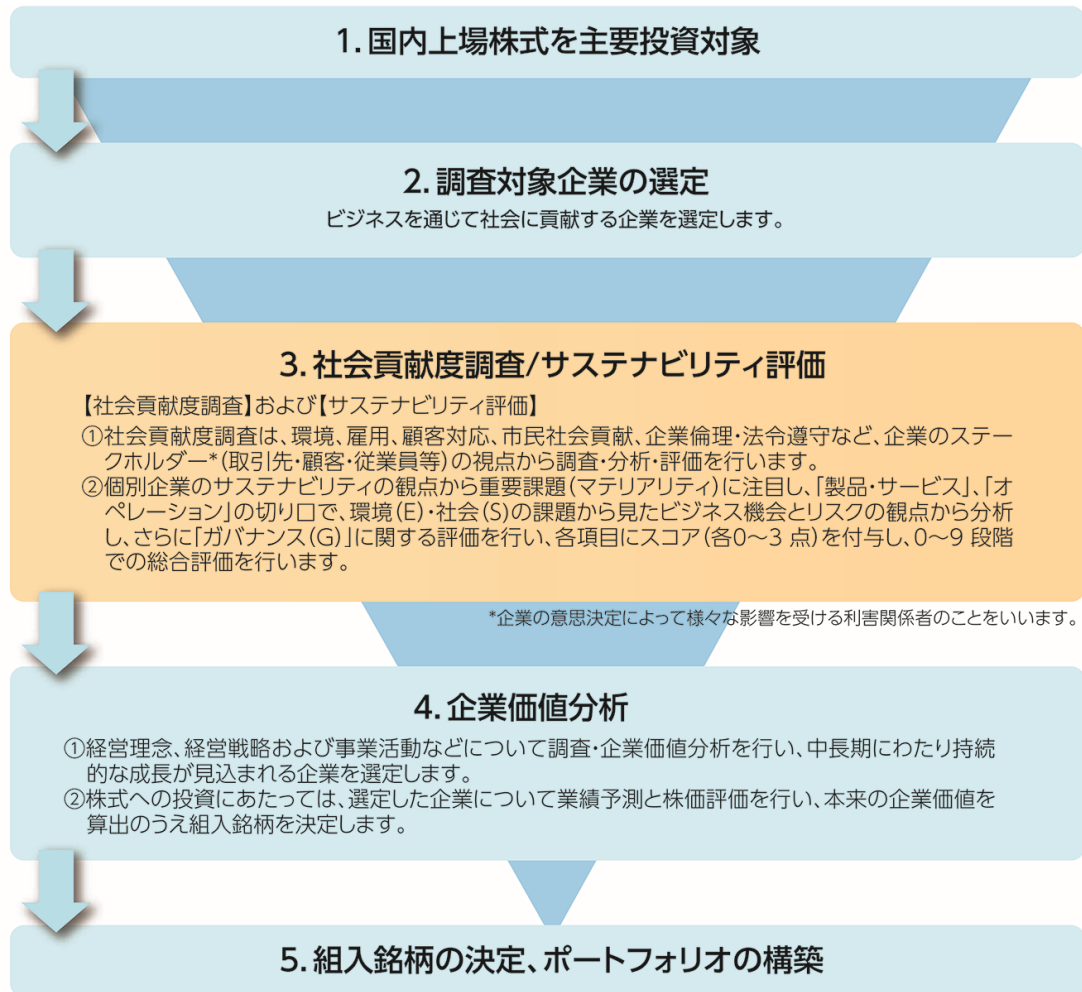 1. 国内上場株式を主要投資対象
2. 調査対象企業の選定
ビジネスを通じて社会に貢献する企業を選定します。
3. 社会貢献度調査/サステナビリティ評価
【社会貢献度調査】および【サステナビリティ評価】
①社会貢献度調査は、環境、雇用、顧客対応、市民社会貢献、企業倫理・法令遵守など、企業のステー
クホルダー*(取引先・顧客・従業員等)の視点から調査・分析・評価を行います。
②個別企業のサステナビリティの観点から重要課題(マテリアリティ)に注目し、「製品・サービス」、「オ
ペレーション」の切り口で、環境(E)・社会(S)の課題から見たビジネス機会とリスクの観点から分析
し、さらに「ガバナンス(G)」に関する評価を行い、各項目にスコア(各0〜3 点)を付与し、0〜9 段階
での総合評価を行います。
*企業の意思決定によって様々な影響を受ける利害関係者のことをいいます。
4. 企業価値分析
①経営理念、経営戦略および事業活動などについて調査・企業価値分析を行い、中長期にわたり持続
的な成長が見込まれる企業を選定します。
②株式への投資にあたっては、選定した企業について業績予測と株価評価を行い、本来の企業価値を
算出のうえ組入銘柄を決定します。
5. 組入銘柄の決定、ポートフォリオの構築